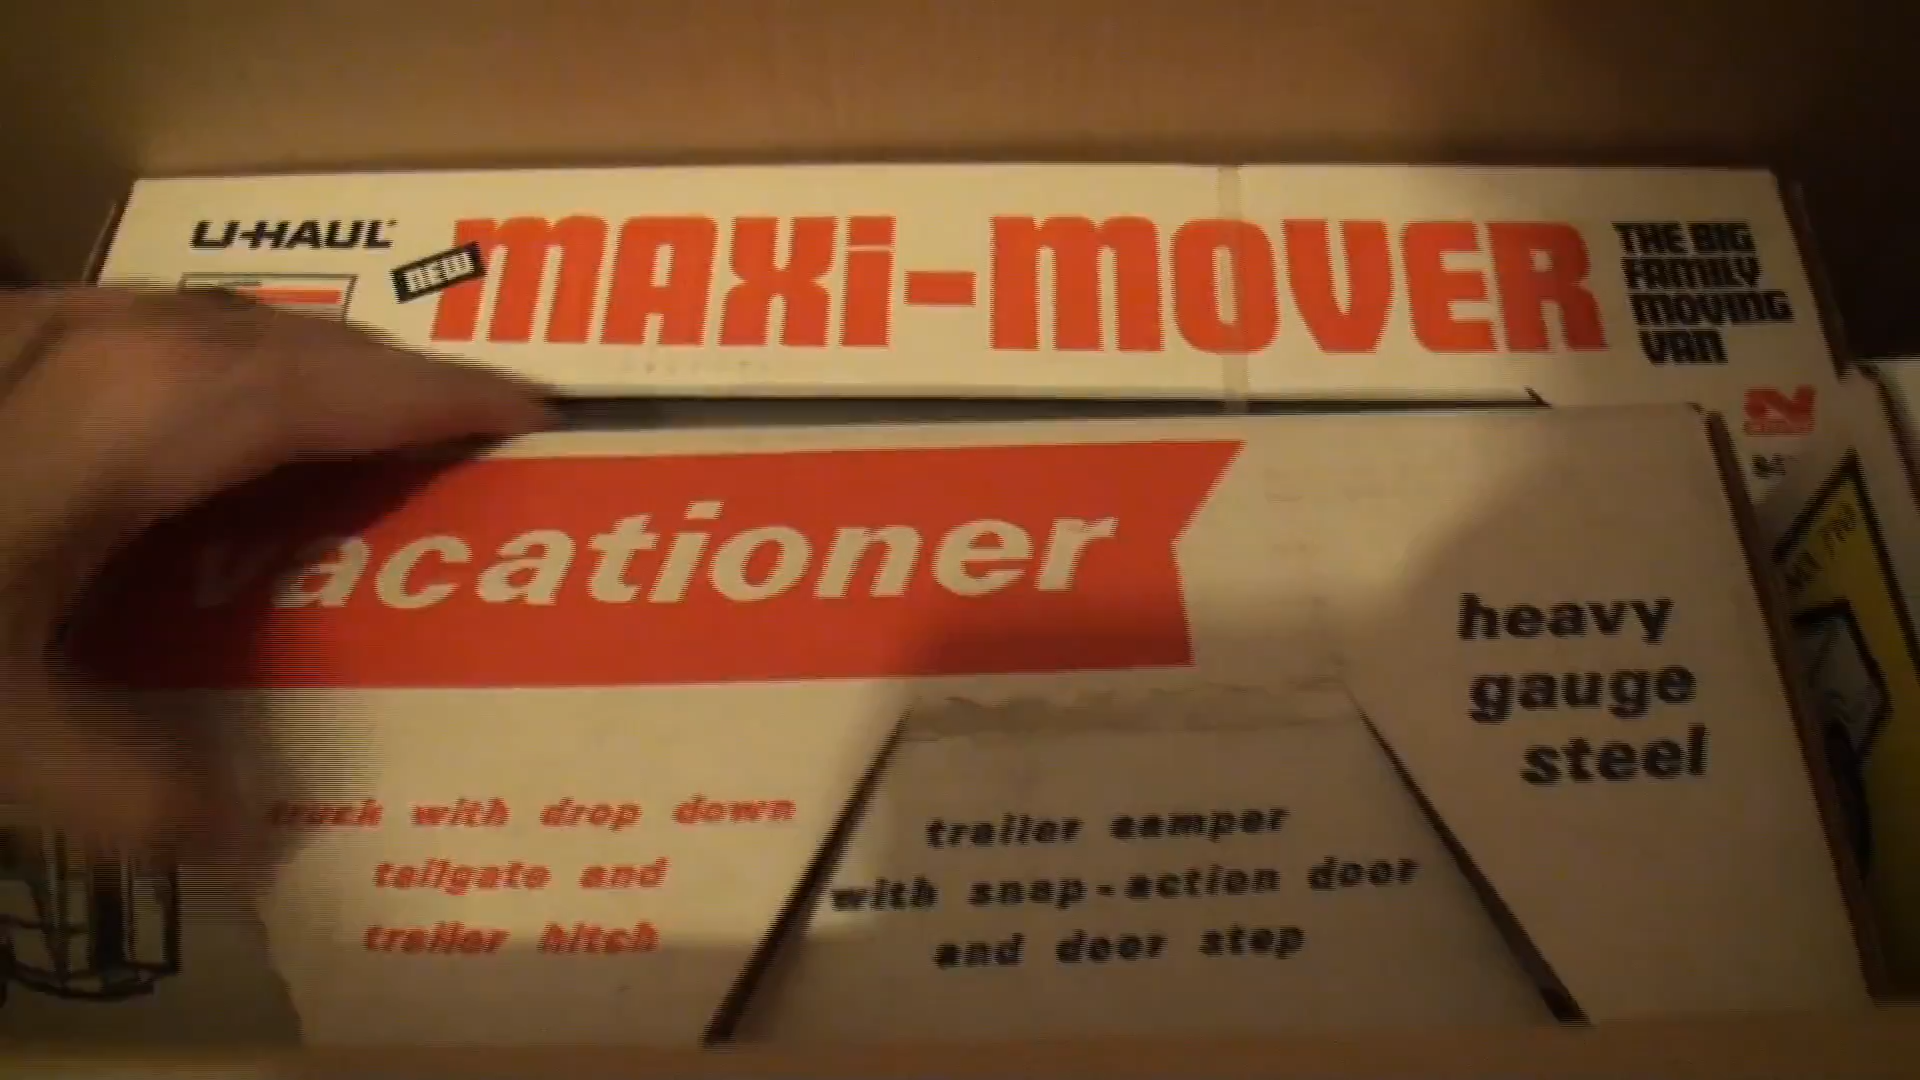 U-HAUL
NEW
MAXi-MOVER
THE BIG
FAMILY
MOVING
VAN
vacationer
heavy
gauge
steel
truck with drop down
tailgate and
trailer hitch
trailer camper
with snap-action door
and door step